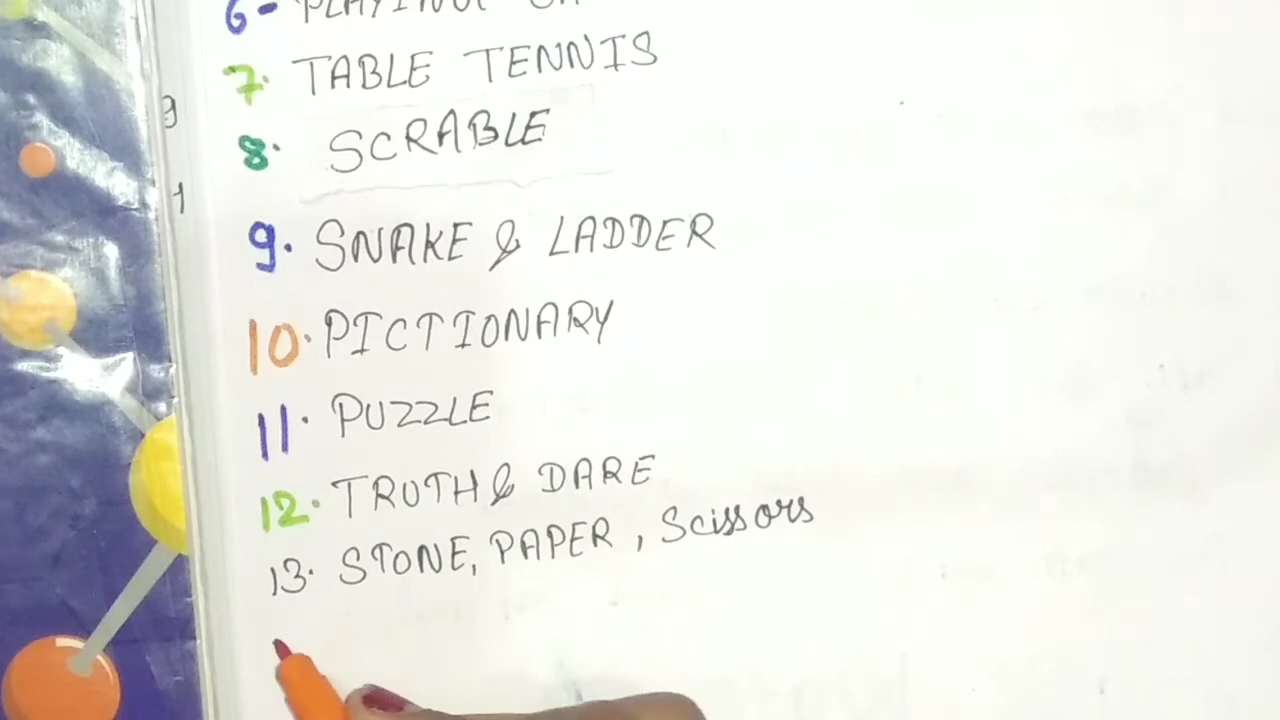 6-
7. TABLE TENNIS
8. SCRABLE
9. SNAKE & LADDER
10. PICTIONARY
11. PUZZLE
12. TRUTH & DARE
13. STONE, PAPER, Scissors